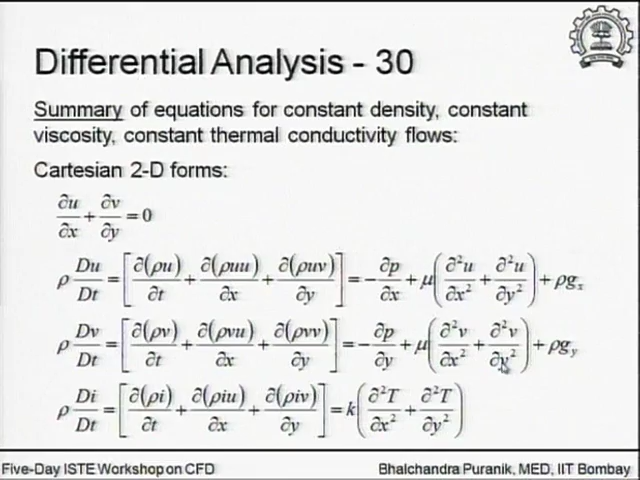 Differential Analysis - 30
Summary of equations for constant density, constant
viscosity, constant thermal conductivity flows:
Cartesian 2-D forms:
∂u/∂x + ∂v/∂y = 0
ρ Du/Dt = [∂(ρu)/∂t + ∂(ρuu)/∂x + ∂(ρuv)/∂y] = -∂p/∂x + μ(∂²u/∂x² + ∂²u/∂y²) + ρgₓ
ρ Dv/Dt = [∂(ρv)/∂t + ∂(ρvu)/∂x + ∂(ρvv)/∂y] = -∂p/∂y + μ(∂²v/∂x² + ∂²v/∂y²) + ρg_y
ρ Di/Dt = [∂(ρi)/∂t + ∂(ρiu)/∂x + ∂(ρiv)/∂y] = k(∂²T/∂x² + ∂²T/∂y²)
Five-Day ISTE Workshop on CFD
Bhalchandra Puranik, MED, IIT Bombay